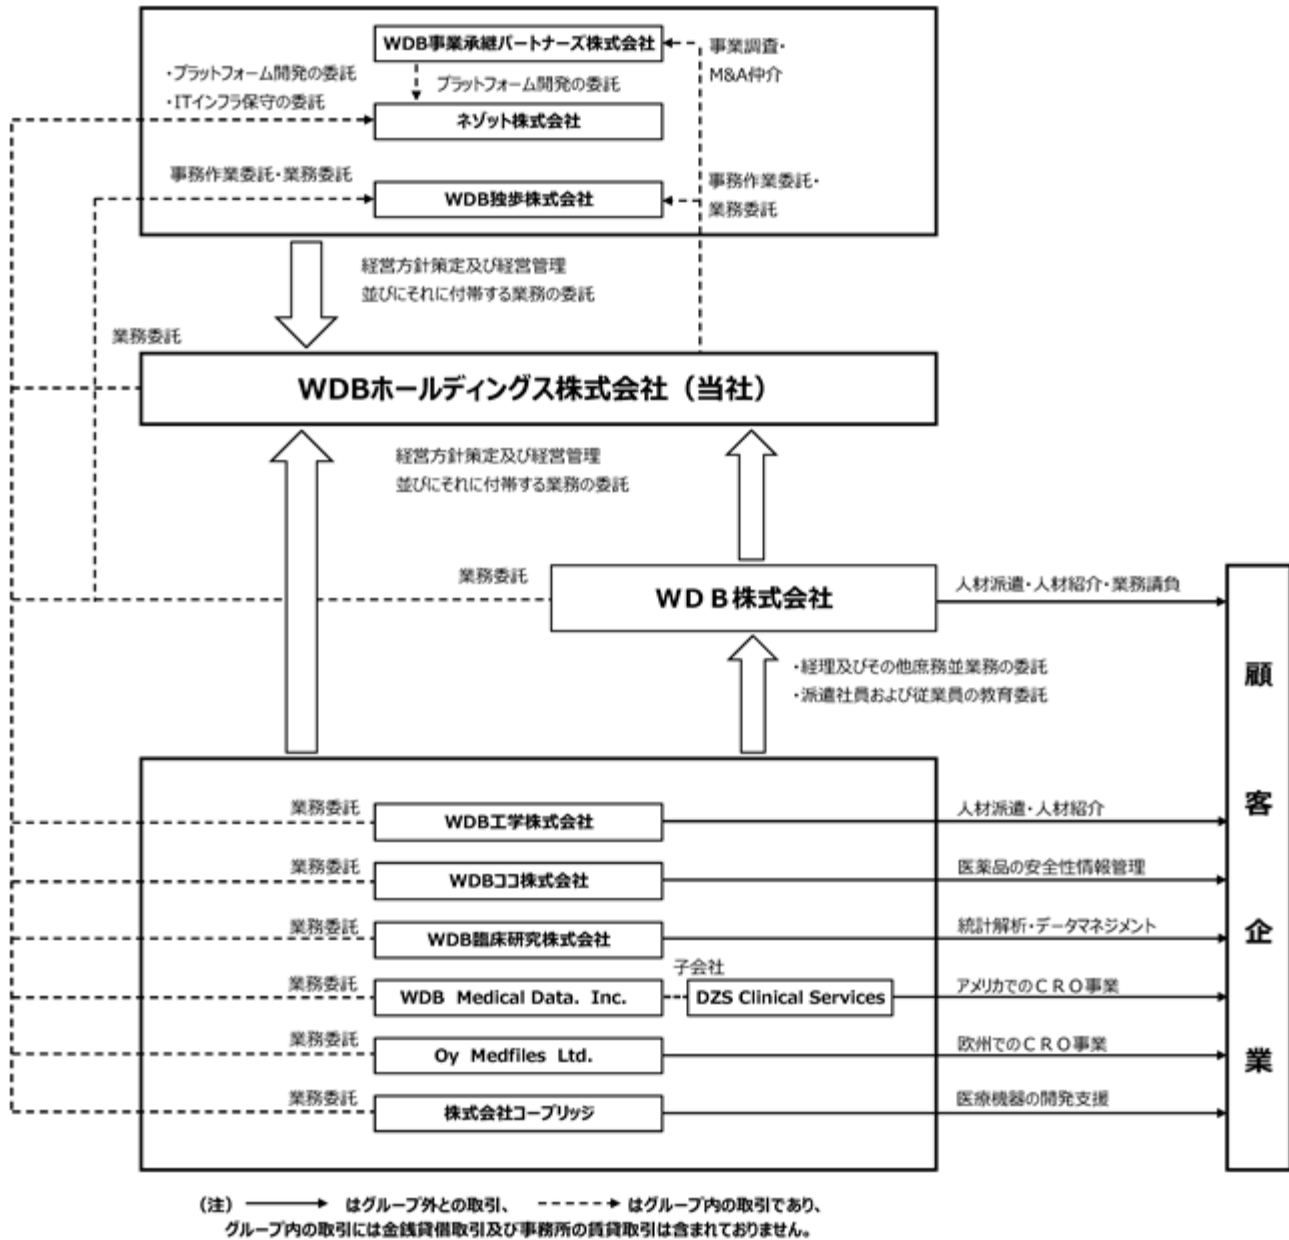 WDB事業承継パートナーズ株式会社
事業調査・
M&A仲介
・プラットフォーム開発の委託
・ITインフラ保守の委託
プラットフォーム開発の委託
ネゾット株式会社
事務作業委託・業務委託
WDB独歩株式会社
事務作業委託・
業務委託
経営方針策定及び経営管理
並びにそれに付帯する業務の委託
業務委託
WDBホールディングス株式会社（当社）
経営方針策定及び経営管理
並びにそれに付帯する業務の委託
業務委託
ＷＤＢ株式会社
人材派遣・人材紹介・業務請負
・経理及びその他庶務並業務の委託
・派遣社員および従業員の教育委託
顧客企業
業務委託
WDB工学株式会社
人材派遣・人材紹介
業務委託
WDBココ株式会社
医薬品の安全性情報管理
業務委託
WDB臨床研究株式会社
統計解析・データマネジメント
子会社
業務委託
WDB Medical Data. Inc.
DZS Clinical Services
アメリカでのＣＲＯ事業
業務委託
Oy Medfiles Ltd.
欧州でのＣＲＯ事業
業務委託
株式会社コーブリッジ
医療機器の開発支援
（注） はグループ外との取引、 はグループ内の取引であり、
グループ内の取引には金銭貸借取引及び事務所の賃貸取引は含まれておりません。